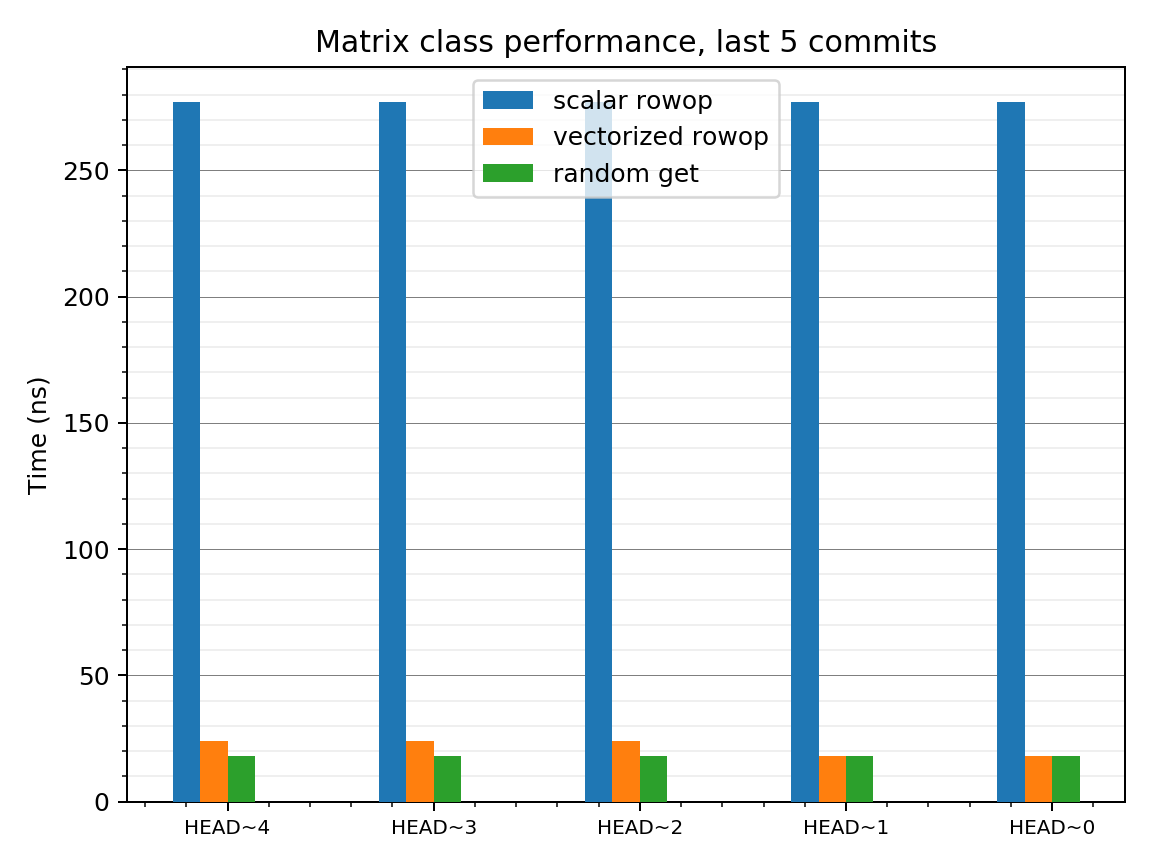 Matrix class performance, last 5 commits
scalar rowop
vectorized rowop
random get
Time (ns)
250
200
150
100
50
0
HEAD~4 HEAD~3 HEAD~2 HEAD~1 HEAD~0